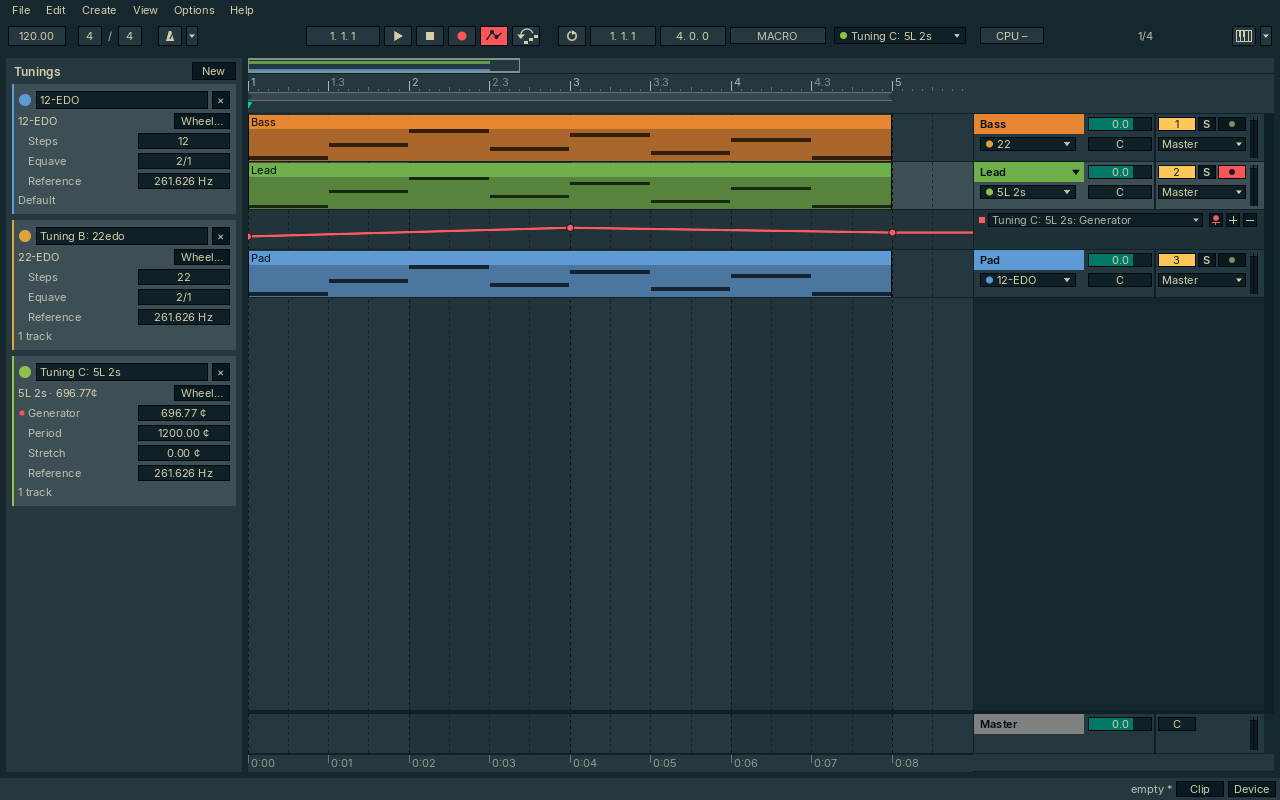 File Edit Create View Options Help
120.00 4 / 4 1. 1. 1 1. 1. 1 4. 0. 0 MACRO Tuning C: 5L 2s CPU – 1/4
Tunings New
12-EDO ×
12-EDO Wheel...
Steps 12
Equave 2/1
Reference 261.626 Hz
Default
Tuning B: 22edo ×
22-EDO Wheel...
Steps 22
Equave 2/1
Reference 261.626 Hz
1 track
Tuning C: 5L 2s ×
5L 2s · 696.77¢ Wheel...
Generator 696.77 ¢
Period 1200.00 ¢
Stretch 0.00 ¢
Reference 261.626 Hz
1 track
1 1.3 2 2.3 3 3.3 4 4.3 5
Bass
Lead
Pad
Bass 0.0 1 S
22 C Master
Lead 0.0 2 S
5L 2s C Master
Tuning C: 5L 2s: Generator
Pad 0.0 3 S
12-EDO C Master
Master 0.0 C
0:00 0:01 0:02 0:03 0:04 0:05 0:06 0:07 0:08
empty * Clip Device